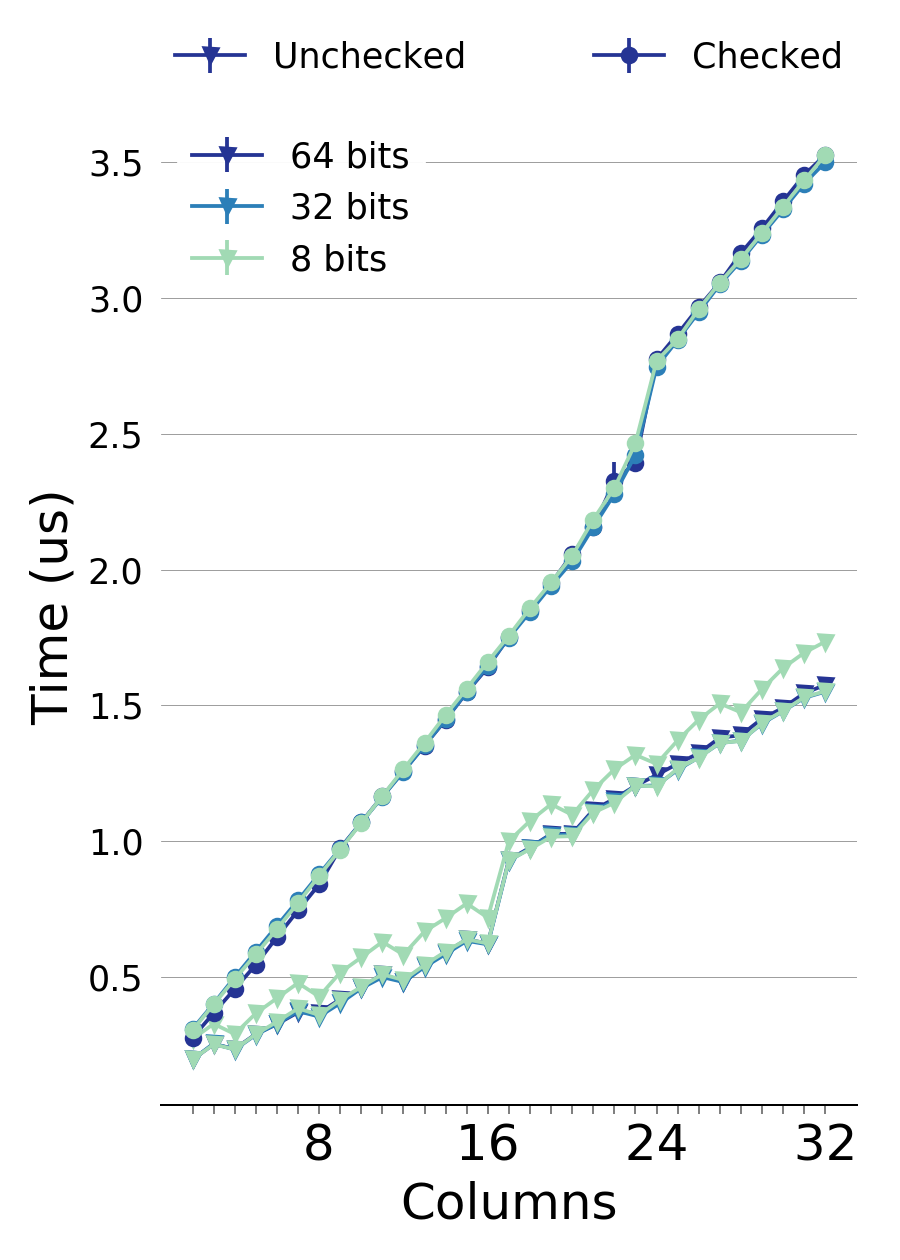 Unchecked Checked
64 bits
32 bits
8 bits
3.5
3.0
2.5
2.0
1.5
1.0
0.5
Time (us)
8 16 24 32
Columns